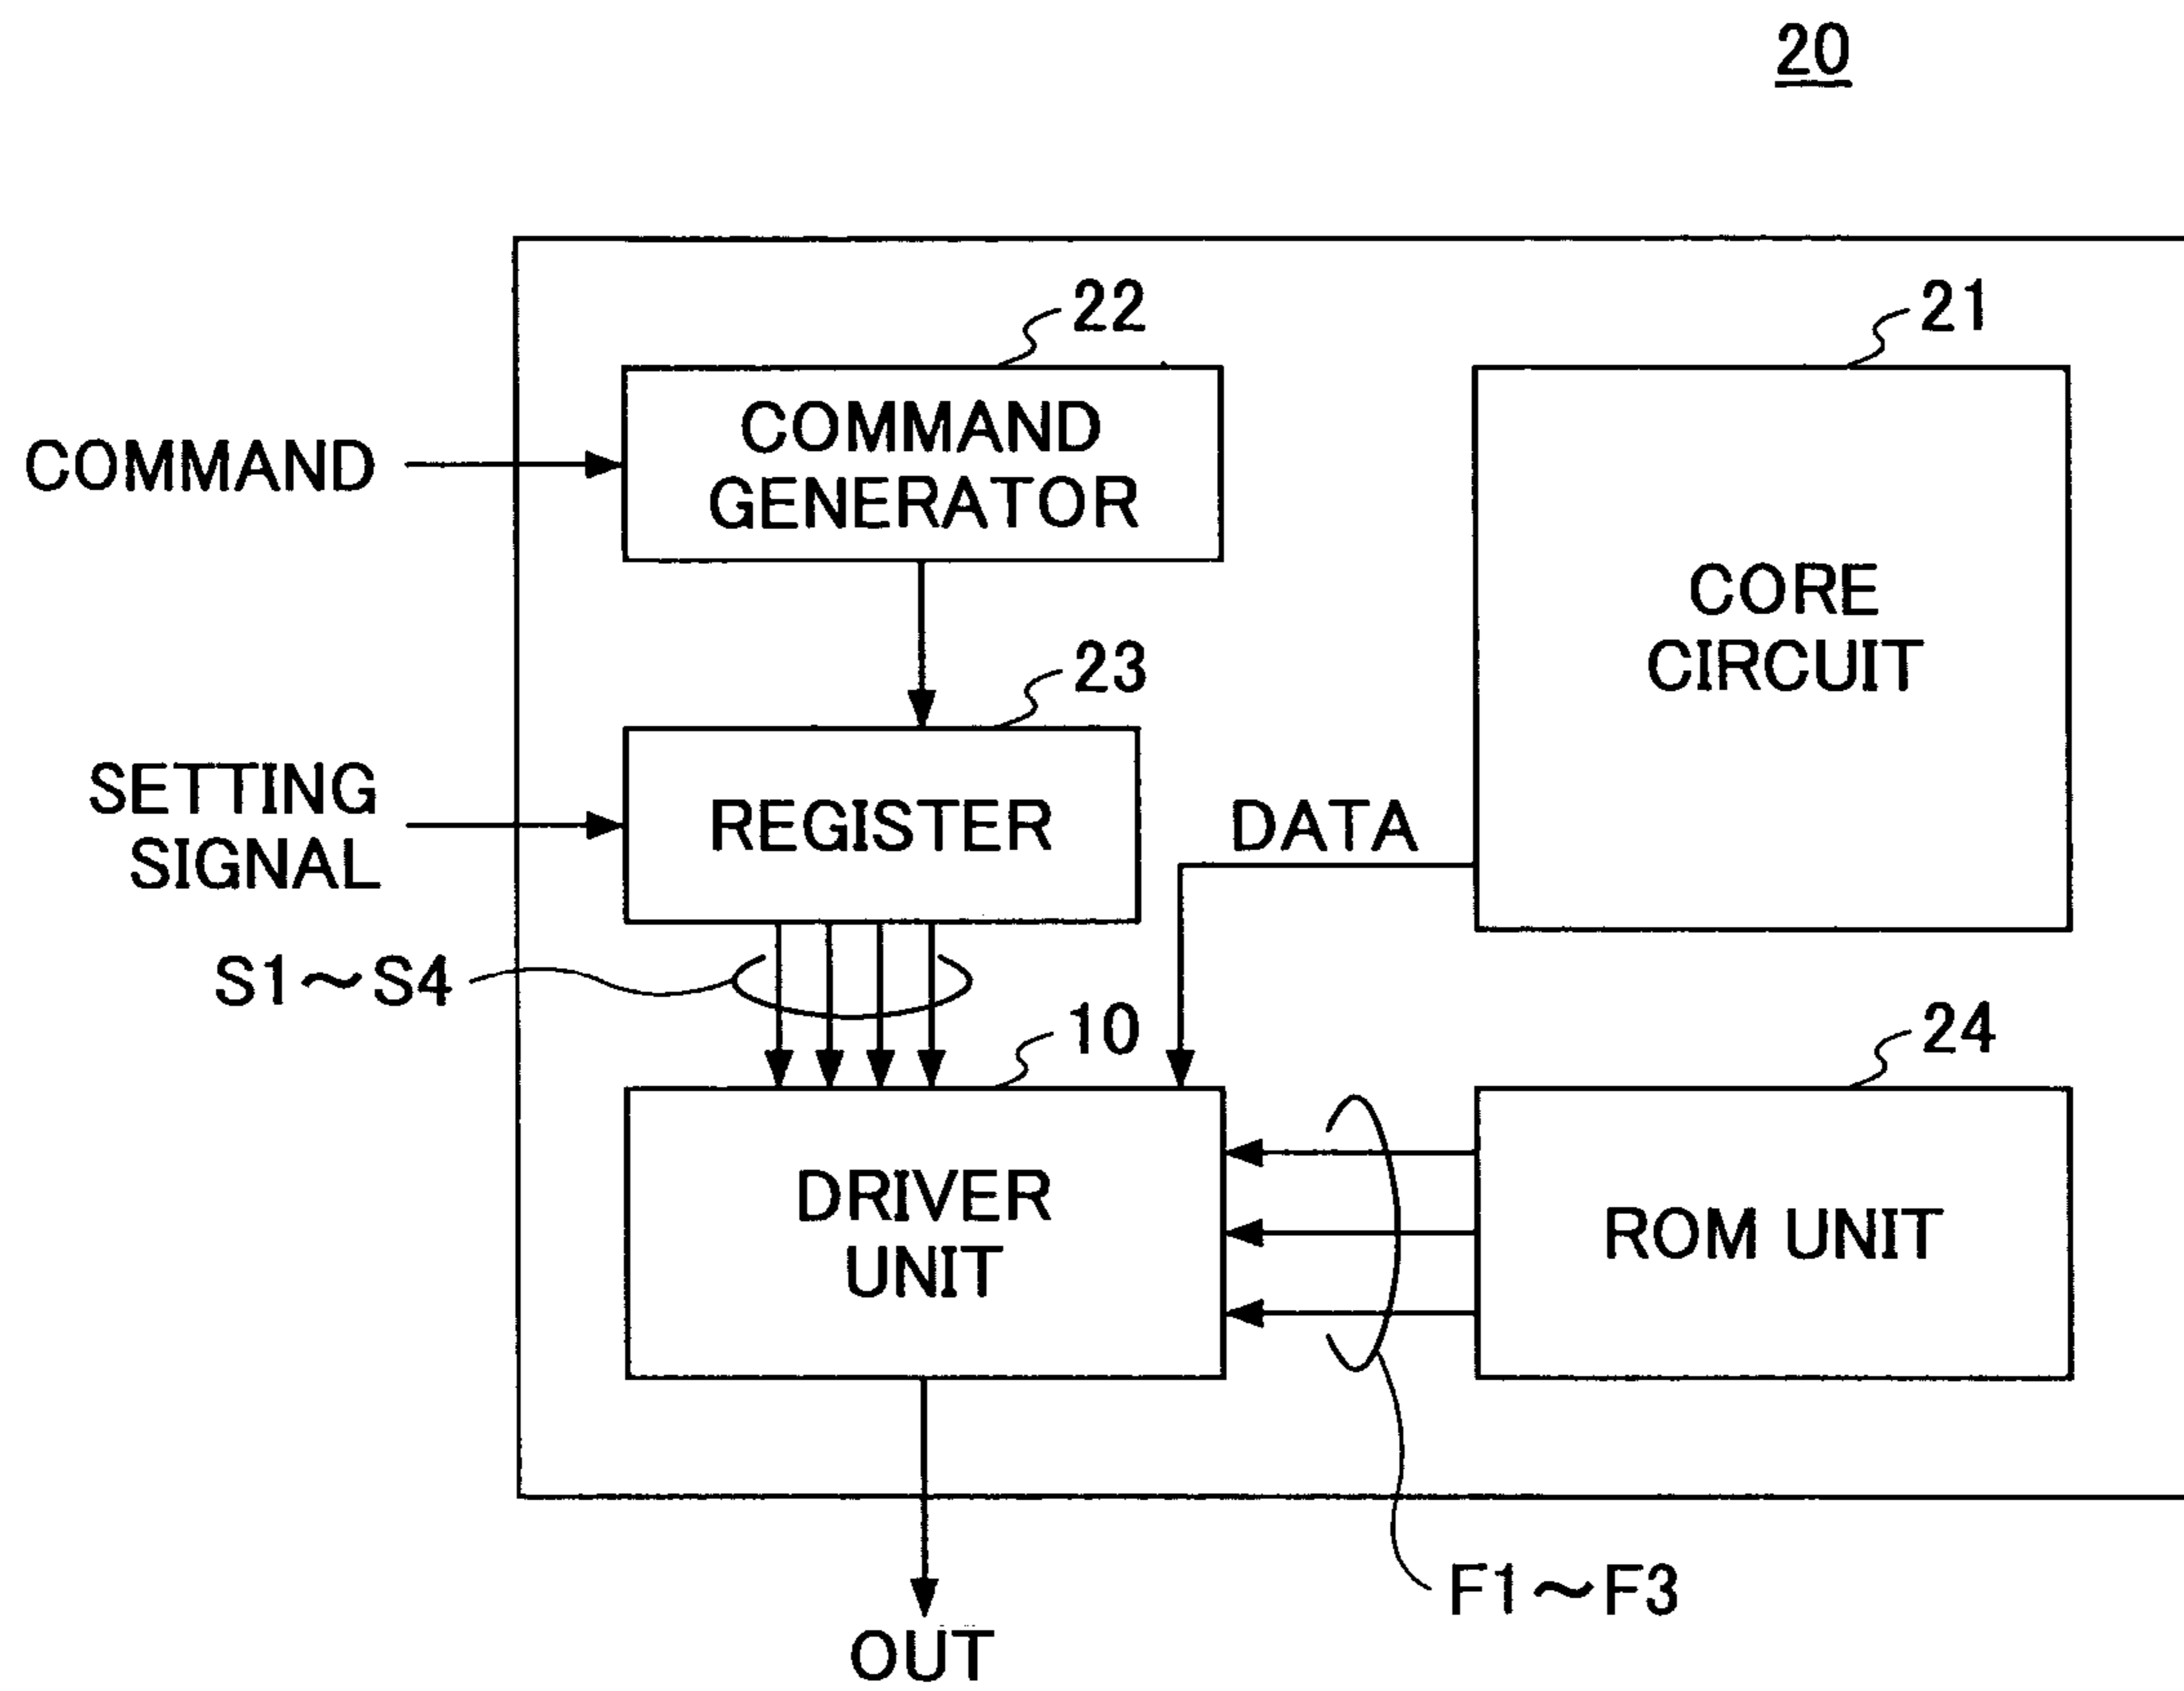 20
22
21
COMMAND
COMMAND
GENERATOR
CORE
CIRCUIT
23
SETTING
SIGNAL
REGISTER
DATA
S1～S4
10
24
DRIVER
UNIT
ROM UNIT
F1～F3
OUT